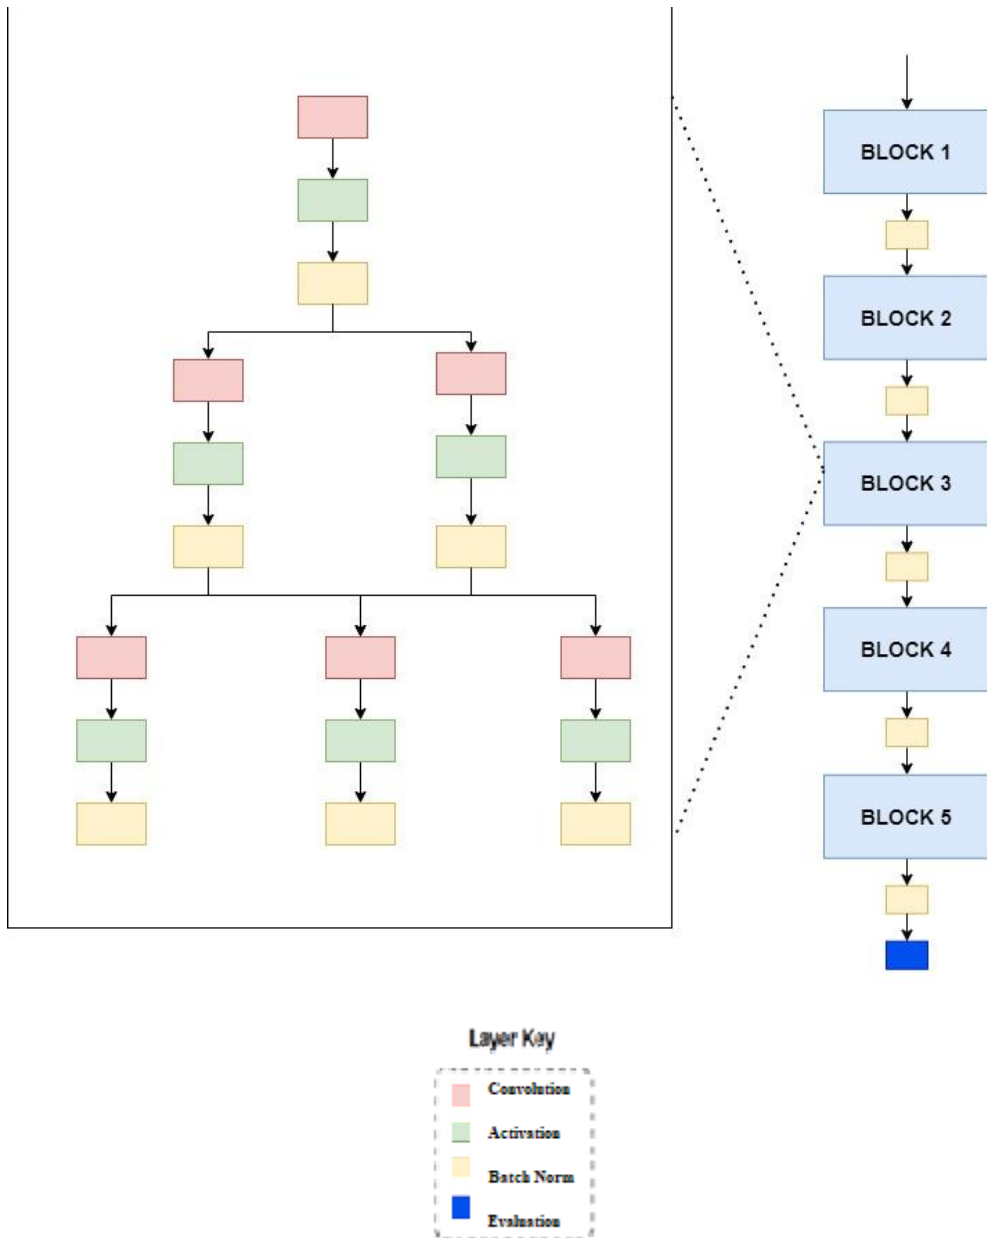 BLOCK 1
BLOCK 2
BLOCK 3
BLOCK 4
BLOCK 5
Layer Key
Convolution
Activation
Batch Norm
Evaluation